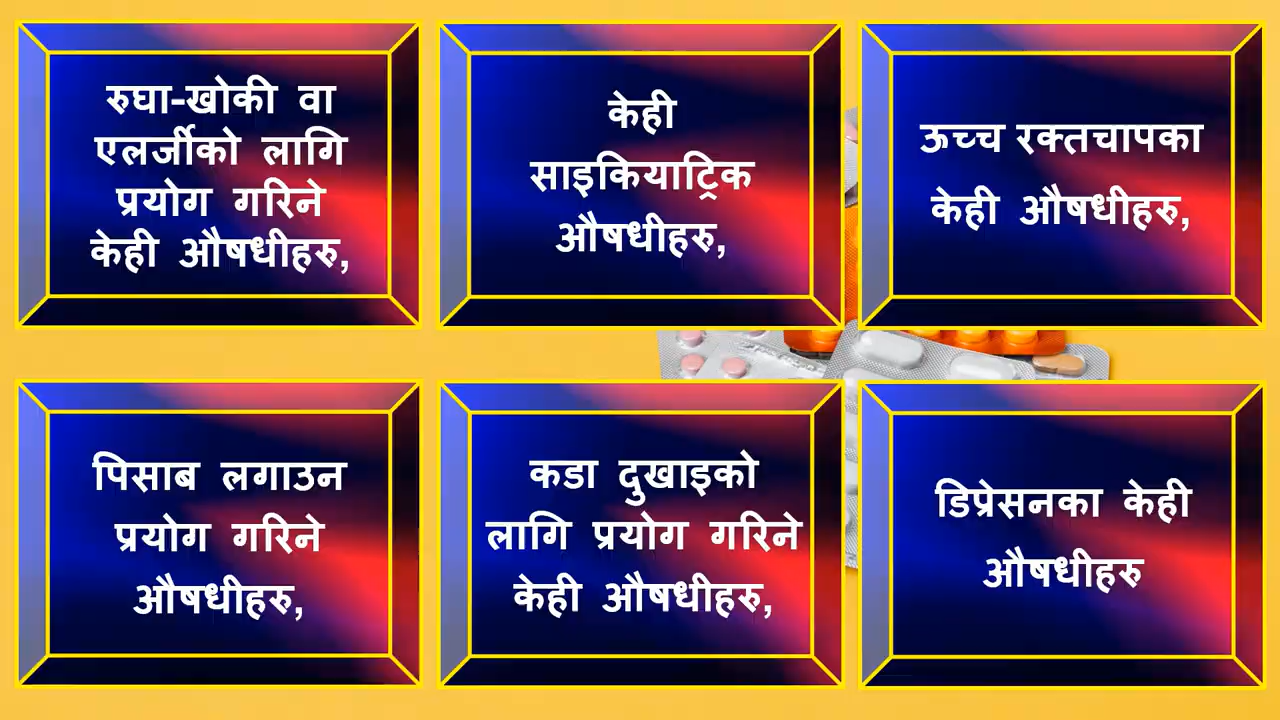 रुघा-खोकी वा
एलर्जीको लागि
प्रयोग गरिने
केही औषधीहरु,
केही
साइकियाट्रिक
औषधीहरु,
ऊच्च रक्तचापका
केही औषधीहरु,
पिसाब लगाउन
प्रयोग गरिने
औषधीहरु,
कडा दुखाइको
लागि प्रयोग गरिने
केही औषधीहरु,
डिप्रेसनका केही
औषधीहरु